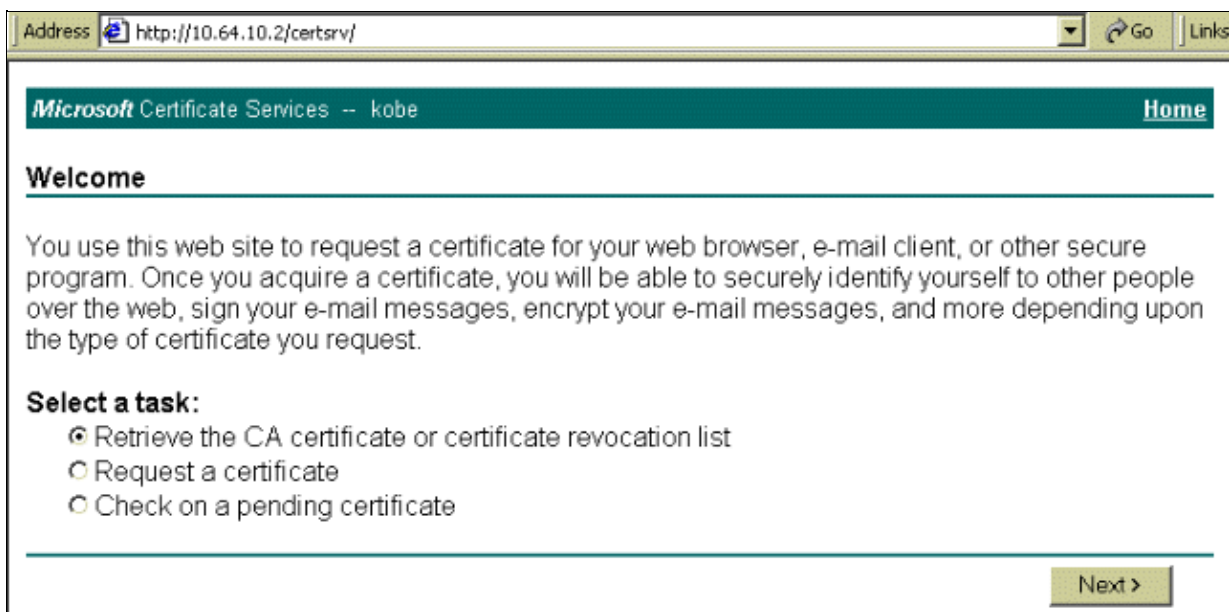 Address http://10.64.10.2/certsrv/ Go Links
Microsoft Certificate Services -- kobe Home
Welcome
You use this web site to request a certificate for your web browser, e-mail client, or other secure
program. Once you acquire a certificate, you will be able to securely identify yourself to other people
over the web, sign your e-mail messages, encrypt your e-mail messages, and more depending upon
the type of certificate you request.
Select a task:
Retrieve the CA certificate or certificate revocation list
Request a certificate
Check on a pending certificate
Next >